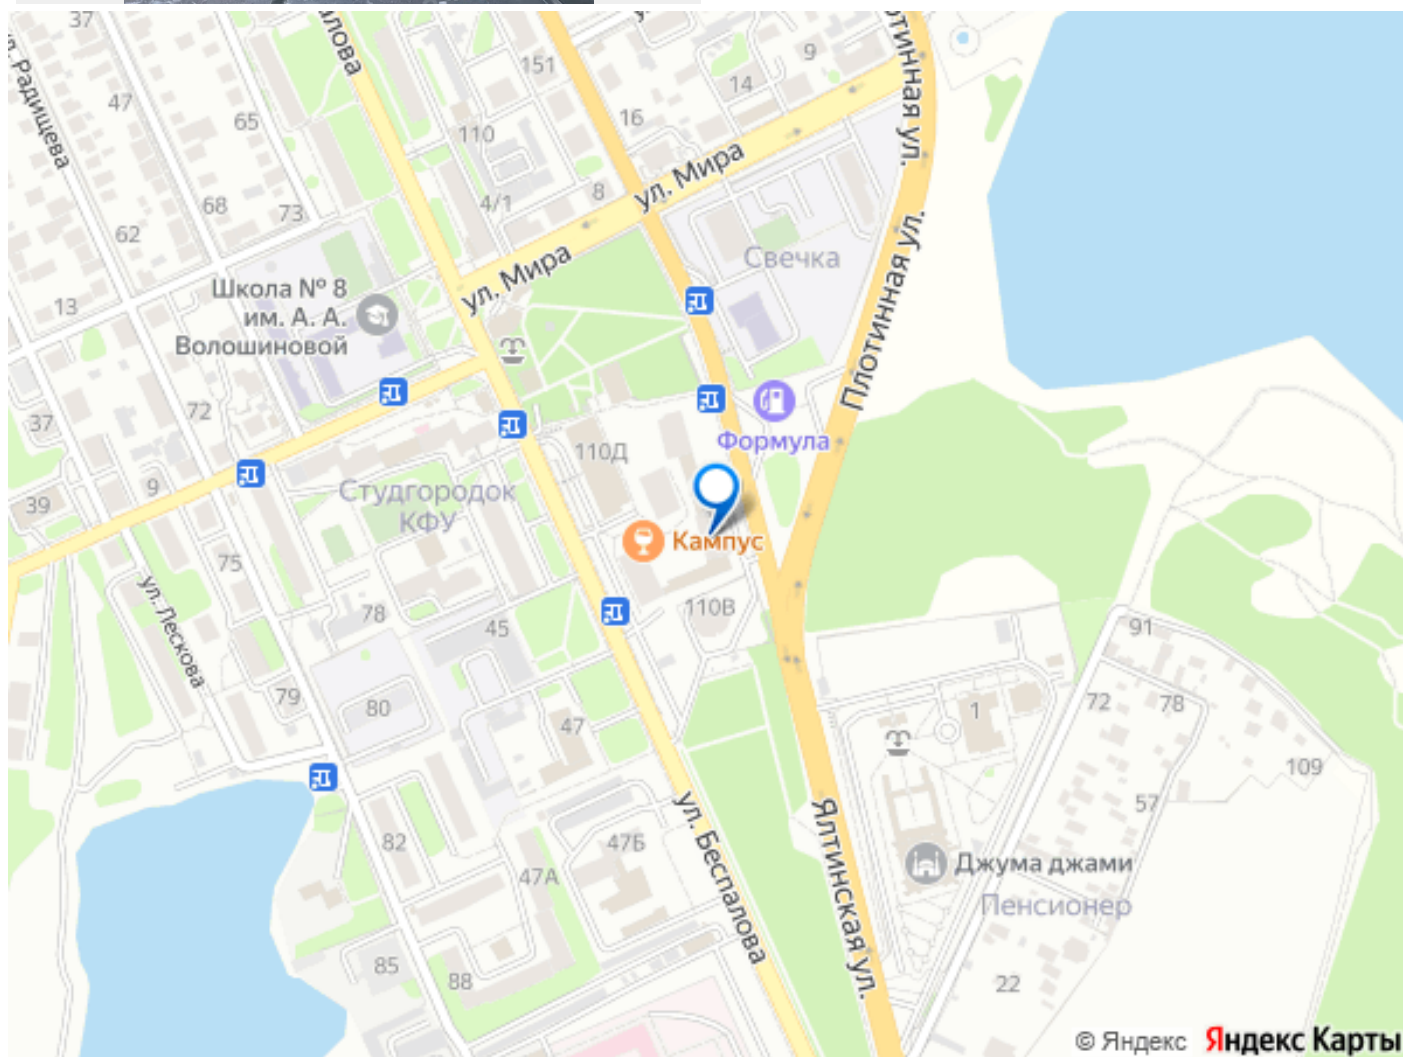 37
ул. Радищева
47
65
151
9
14
16
110
ул. Мира
68
73
4/1
8
62
ул. Мира
Свечка
Плотинная ул.
13
Школа № 8
им. А. А.
Волошиновой
72
37
110Д
Формула
9
39
Студгородок
КФУ
Кампус
75
78
45
110В
ул. Лескова
79
80
47
91
72
78
1
109
57
82
47А
47Б
ул. Беспалова
Ялтинская ул.
Джума джами
Пенсионер
85
88
22
© Яндекс
Яндекс Карты